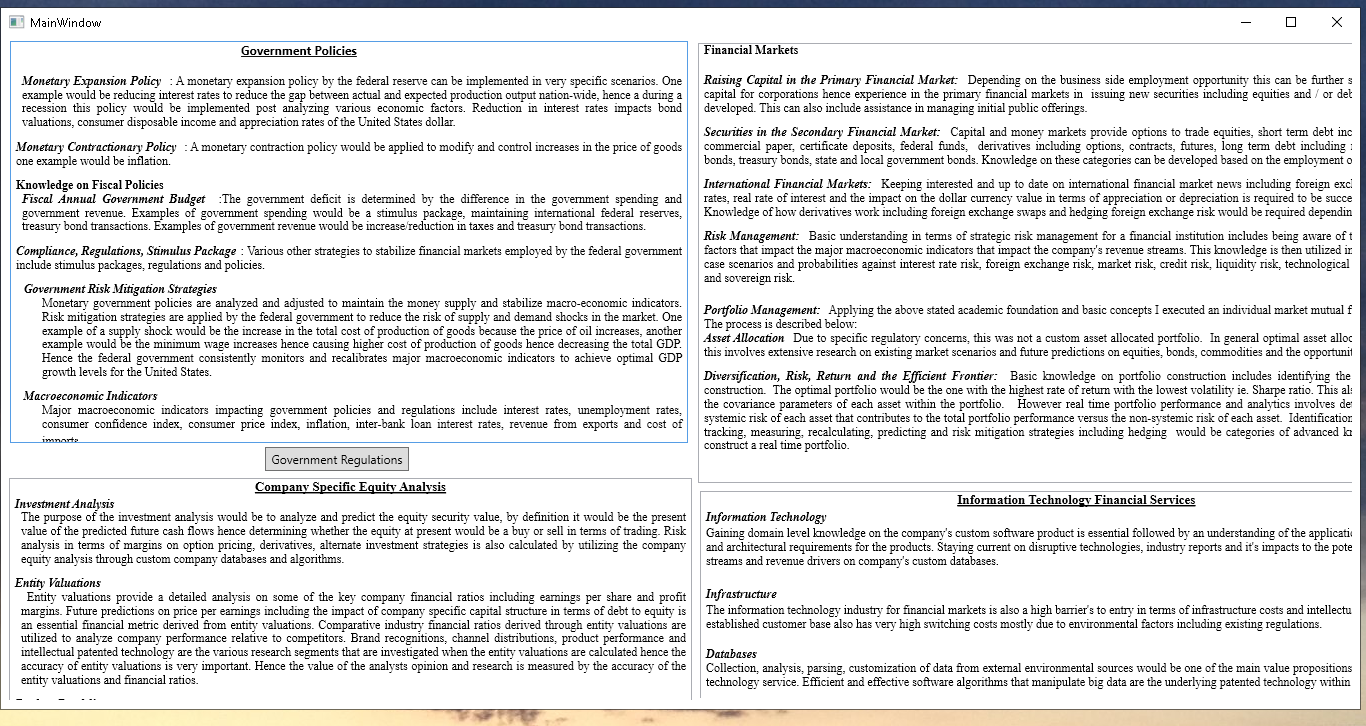 MainWindow
Government Policies
Monetary Expansion Policy : A monetary expansion policy by the federal reserve can be implemented in very specific scenarios. One
example would be reducing interest rates to reduce the gap between actual and expected production output nation-wide, hence a during a
recession this policy would be implemented post analyzing various economic factors. Reduction in interest rates impacts bond
valuations, consumer disposable income and appreciation rates of the United States dollar.
Monetary Contractionary Policy : A monetary contraction policy would be applied to modify and control increases in the price of goods
one example would be inflation.
Knowledge on Fiscal Policies
Fiscal Annual Government Budget :The government deficit is determined by the difference in the government spending and
government revenue. Examples of government spending would be a stimulus package, maintaining international federal reserves,
treasury bond transactions. Examples of government revenue would be increase/reduction in taxes and treasury bond transactions.
Compliance, Regulations, Stimulus Package : Various other strategies to stabilize financial markets employed by the federal government
include stimulus packages, regulations and policies.
Government Risk Mitigation Strategies
Monetary government policies are analyzed and adjusted to maintain the money supply and stabilize macro-economic indicators.
Risk mitigation strategies are applied by the federal government to reduce the risk of supply and demand shocks in the market. One
example of a supply shock would be the increase in the total cost of production of goods because the price of oil increases, another
example would be the minimum wage increases hence causing higher cost of production of goods hence decreasing the total GDP.
Hence the federal government consistently monitors and recalibrates major macroeconomic indicators to achieve optimal GDP
growth levels for the United States.
Macroeconomic Indicators
Major macroeconomic indicators impacting government policies and regulations include interest rates, unemployment rates,
consumer confidence index, consumer price index, inflation, inter-bank loan interest rates, revenue from exports and cost of
imports
Government Regulations
Company Specific Equity Analysis
Investment Analysis
The purpose of the investment analysis would be to analyze and predict the equity security value, by definition it would be the present
value of the predicted future cash flows hence determining whether the equity at present would be a buy or sell in terms of trading. Risk
analysis in terms of margins on option pricing, derivatives, alternate investment strategies is also calculated by utilizing the company
equity analysis through custom company databases and algorithms.
Entity Valuations
Entity valuations provide a detailed analysis on some of the key company financial ratios including earnings per share and profit
margins. Future predictions on price per earnings including the impact of company specific capital structure in terms of debt to equity is
an essential financial metric derived from entity valuations. Comparative industry financial ratios derived through entity valuations are
utilized to analyze company performance relative to competitors. Brand recognitions, channel distributions, product performance and
intellectual patented technology are the various research segments that are investigated when the entity valuations are calculated hence the
accuracy of entity valuations is very important. Hence the value of the analysts opinion and research is measured by the accuracy of the
entity valuations and financial ratios.
Financial Markets
Raising Capital in the Primary Financial Market: Depending on the business side employment opportunity this can be further s
capital for corporations hence experience in the primary financial markets in issuing new securities including equities and / or deb
developed. This can also include assistance in managing initial public offerings.
Securities in the Secondary Financial Market: Capital and money markets provide options to trade equities, short term debt inc
commercial paper, certificate deposits, federal funds, derivatives including options, contracts, futures, long term debt including
bonds, treasury bonds, state and local government bonds. Knowledge on these categories can be developed based on the employment o
International Financial Markets: Keeping interested and up to date on international financial market news including foreign excl
rates, real rate of interest and the impact on the dollar currency value in terms of appreciation or depreciation is required to be succe
Knowledge of how derivatives work including foreign exchange swaps and hedging foreign exchange risk would be required dependin
Risk Management: Basic understanding in terms of strategic risk management for a financial institution includes being aware of t
factors that impact the major macroeconomic indicators that impact the company's revenue streams. This knowledge is then utilized in
case scenarios and probabilities against interest rate risk, foreign exchange risk, market risk, credit risk, liquidity risk, technological
and sovereign risk.
Portfolio Management: Applying the above stated academic foundation and basic concepts I executed an individual market mutual f
The process is described below:
Asset Allocation Due to specific regulatory concerns, this was not a custom asset allocated portfolio. In general optimal asset alloc
this involves extensive research on existing market scenarios and future predictions on equities, bonds, commodities and the opportunit
Diversification, Risk, Return and the Efficient Frontier: Basic knowledge on portfolio construction includes identifying the
construction. The optimal portfolio would be the one with the highest rate of return with the lowest volatility ie. Sharpe ratio. This als
the covariance parameters of each asset within the portfolio. However real time portfolio performance and analytics involves det
systemic risk of each asset that contributes to the total portfolio performance versus the non-systemic risk of each asset. Identification
tracking, measuring, recalculating, predicting and risk mitigation strategies including hedging would be categories of advanced kr
construct a real time portfolio.
Information Technology Financial Services
Information Technology
Gaining domain level knowledge on the company's custom software product is essential followed by an understanding of the applicatio
and architectural requirements for the products. Staying current on disruptive technologies, industry reports and it's impacts to the pote
streams and revenue drivers on company's custom databases.
Infrastructure
The information technology industry for financial markets is also a high barrier's to entry in terms of infrastructure costs and intellectu
established customer base also has very high switching costs mostly due to environmental factors including existing regulations.
Databases
Collection, analysis, parsing, customization of data from external environmental sources would be one of the main value propositions
technology service. Efficient and effective software algorithms that manipulate big data are the underlying patented technology within